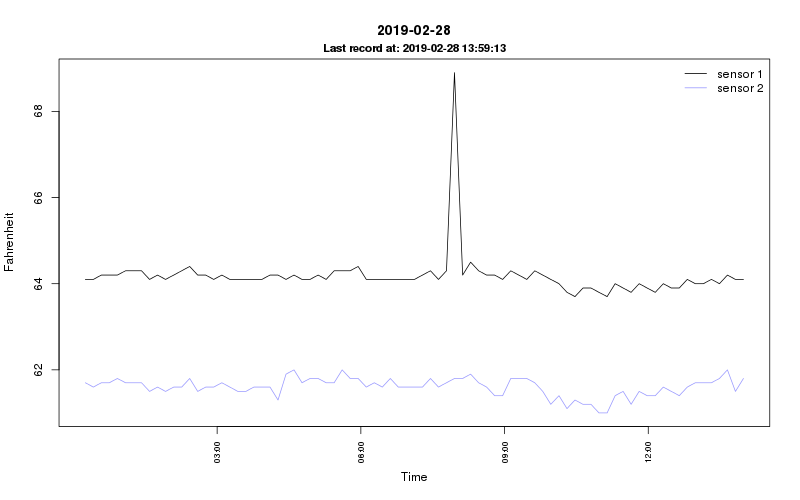 2019-02-28
Last record at: 2019-02-28 13:59:13
sensor 1
sensor 2
Fahrenheit
68
66
64
62
03:00
06:00
09:00
12:00
Time